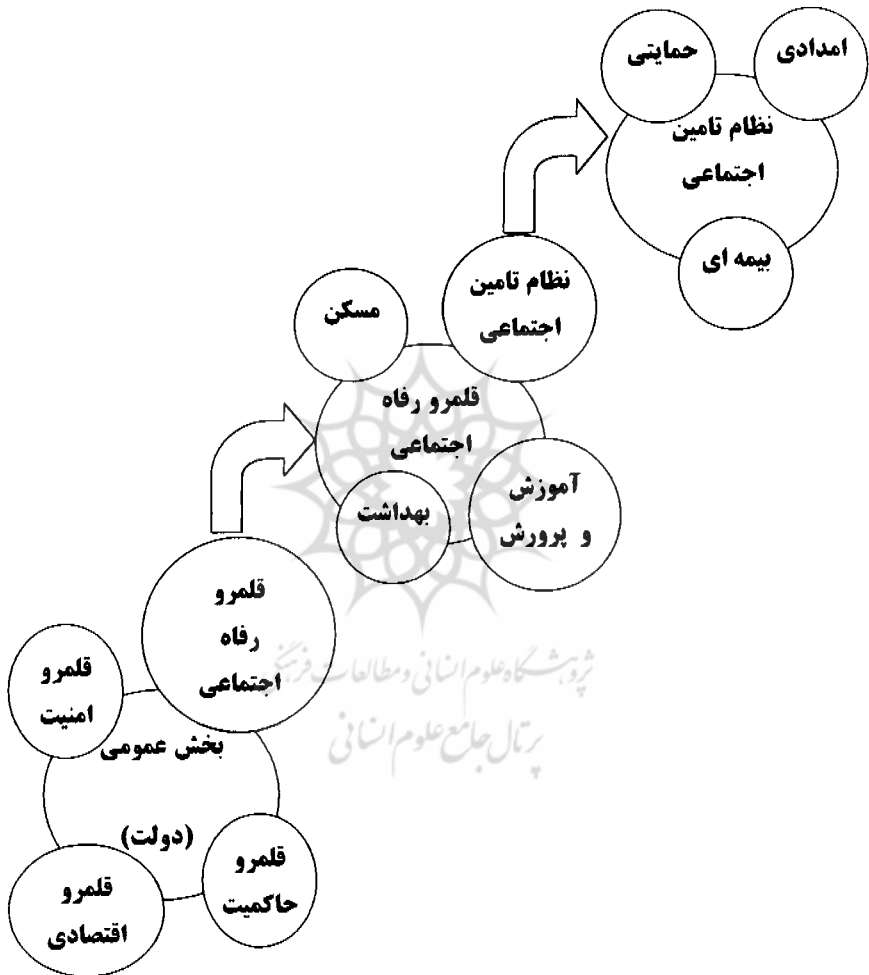 امدادی
حمایتی
نظام تامین
اجتماعی
بیمه ای
نظام تامین
اجتماعی
مسکن
قلمرو رفاه
اجتماعی
آموزش
و پرورش
بهداشت
قلمرو
رفاه
اجتماعی
قلمرو
امنیت
بخش عمومی
(دولت)
قلمرو
حاکمیت
قلمرو
اقتصادی
پژوهشگاه علوم انسانی و مطالعات فرهنگی
پرتال جامع علوم انسانی